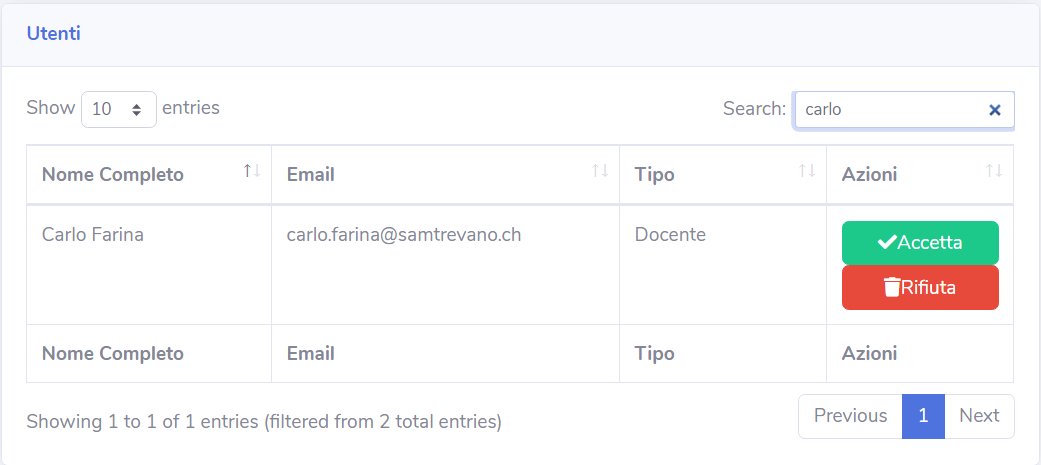 Utenti
Show 10 entries Search: carlo
Nome Completo Email Tipo Azioni
Carlo Farina carlo.farina@samtrevano.ch Docente Accetta
Rifiuta
Nome Completo Email Tipo Azioni
Showing 1 to 1 of 1 entries (filtered from 2 total entries) Previous 1 Next